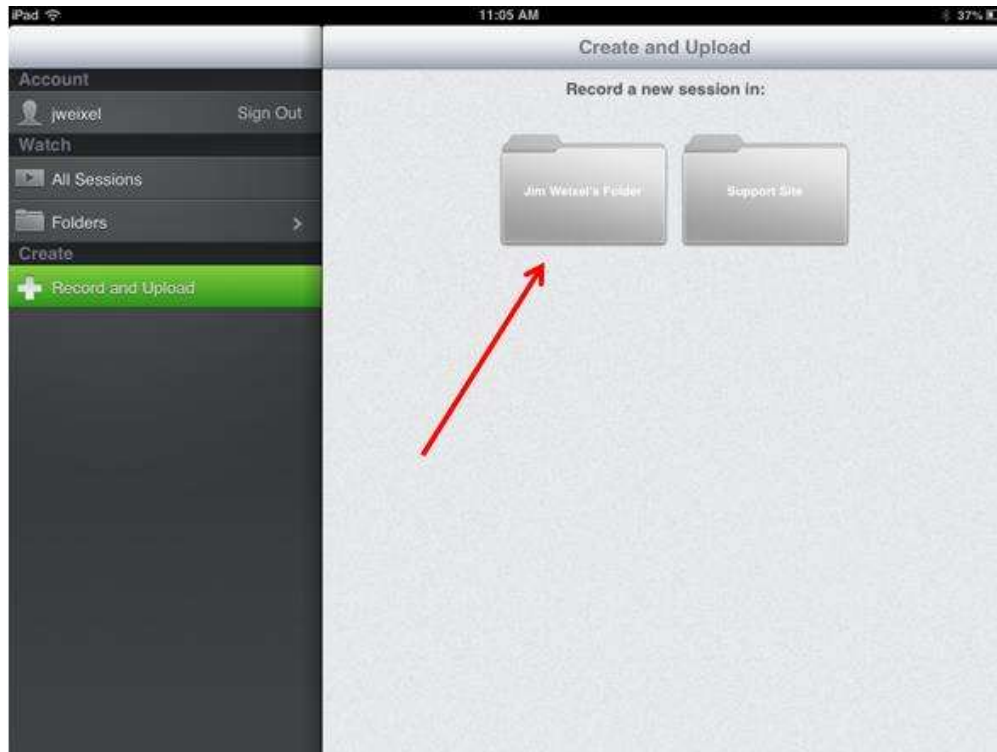 iPad 11:05 AM 37%
Create and Upload
Account
jweixel Sign Out
Watch
All Sessions
Folders
Create
Record and Upload
Record a new session in:
Jim Weixel's Folder
Support Site